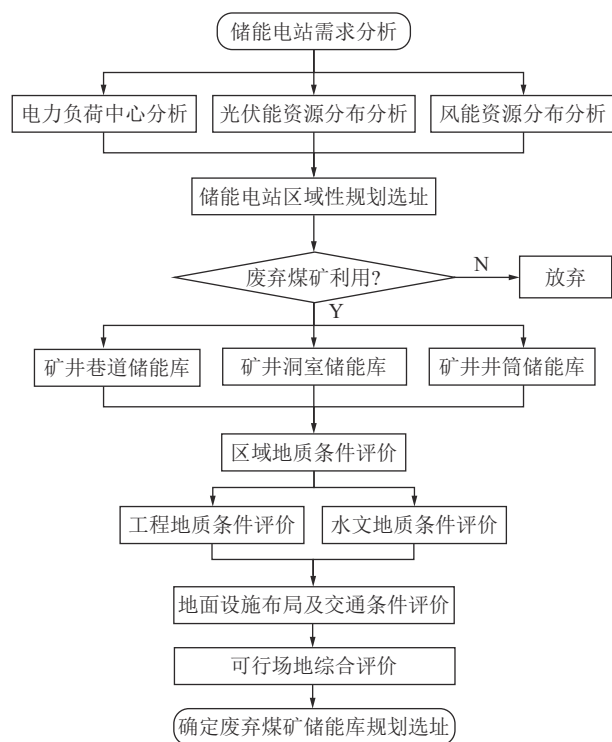 储能电站需求分析
电力负荷中心分析
光伏能资源分布分析
风能资源分布分析
储能电站区域性规划选址
废弃煤矿利用?
N
放弃
Y
矿井巷道储能库
矿井洞室储能库
矿井井筒储能库
区域地质条件评价
工程地质条件评价
水文地质条件评价
地面设施布局及交通条件评价
可行场地综合评价
确定废弃煤矿储能库规划选址